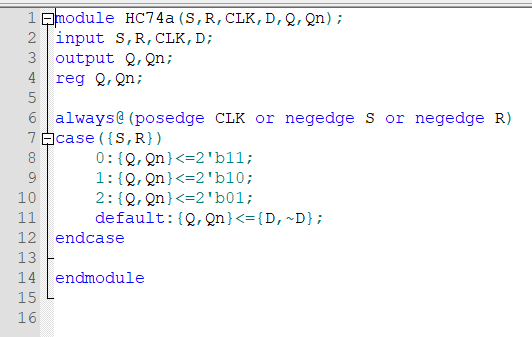 1 module HC74a(S,R,CLK,D,Q,Qn);
2 input S,R,CLK,D;
3 output Q,Qn;
4 reg Q,Qn;
5
6 always@(posedge CLK or negedge S or negedge R)
7 case({S,R})
8 0:{Q,Qn}<=2'b11;
9 1:{Q,Qn}<=2'b10;
10 2:{Q,Qn}<=2'b01;
11 default:{Q,Qn}<={D,~D};
12 endcase
13
14 endmodule
15
16